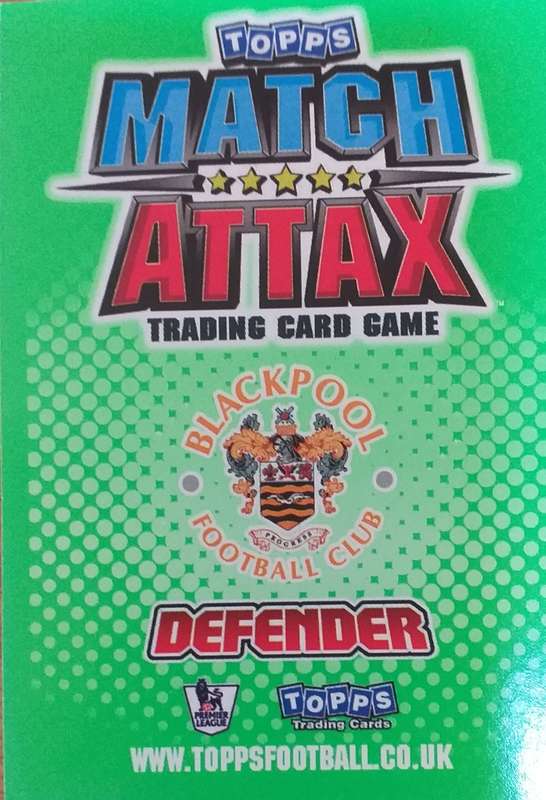 TOPPS
MATCH
ATTAX
TM
TRADING CARD GAME
BLACKPOOL
PROGRESS
FOOTBALL CLUB
DEFENDER
PREMIER
LEAGUE
TOPPS
Trading Cards
WWW.TOPPSFOOTBALL.CO.UK